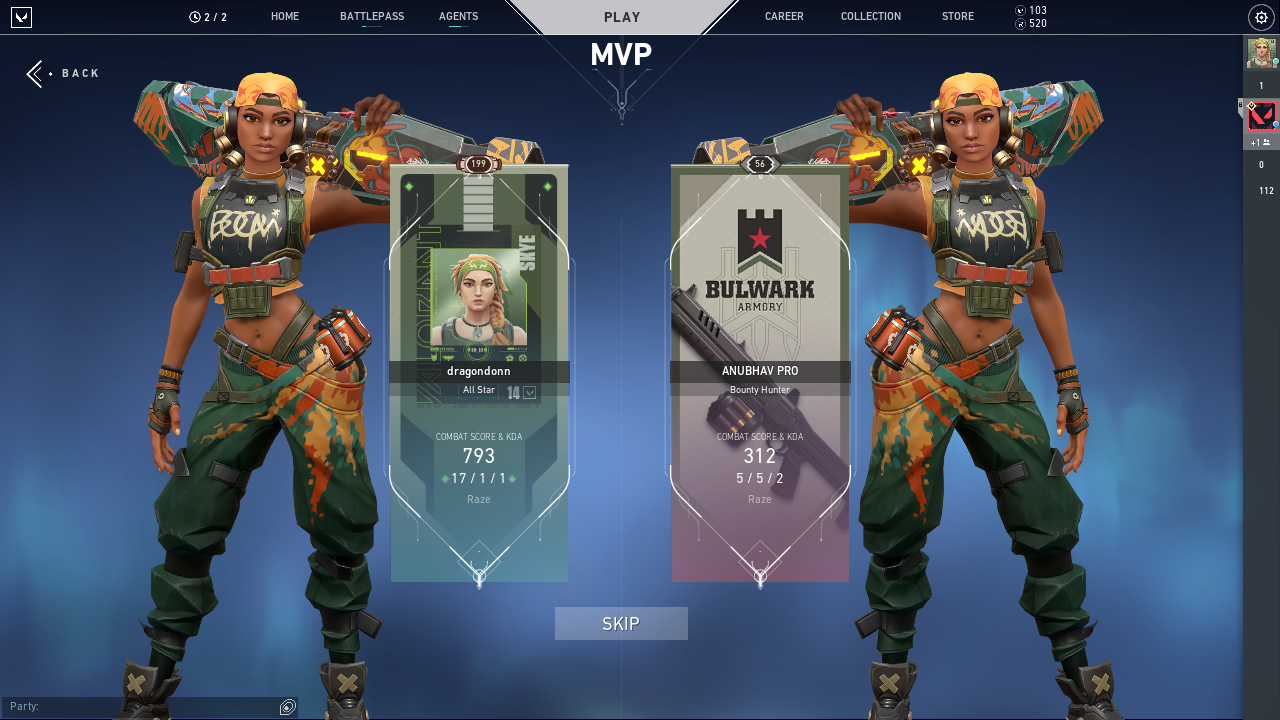 2 / 2
HOME
BATTLEPASS
AGENTS
PLAY
CAREER
COLLECTION
STORE
103
520
BACK
MVP
199
SKYE
dragondonn
All Star
14
COMBAT SCORE & KDA
793
17 / 1 / 1
Raze
56
BULWARK
ARMORY
ANUBHAV PRO
Bounty Hunter
COMBAT SCORE & KDA
312
5 / 5 / 2
Raze
SKIP
1
+1
0
112
Party: